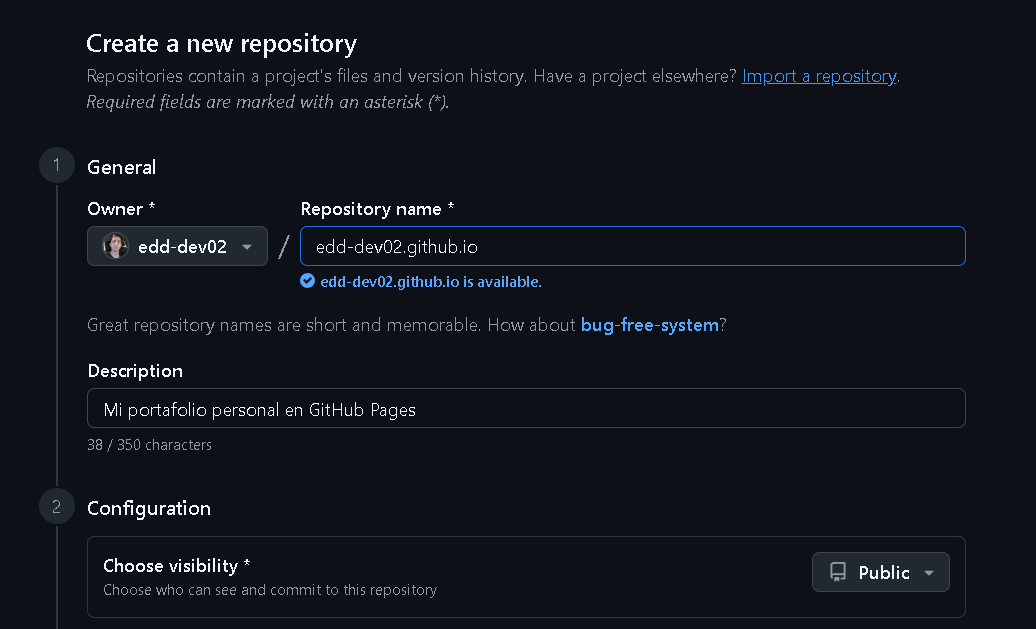 Create a new repository
Repositories contain a project's files and version history. Have a project elsewhere? Import a repository.
Required fields are marked with an asterisk (*).
1
General
Owner *
Repository name *
edd-dev02
/
edd-dev02.github.io
edd-dev02.github.io is available.
Great repository names are short and memorable. How about bug-free-system?
Description
Mi portafolio personal en GitHub Pages
38 / 350 characters
2
Configuration
Choose visibility *
Choose who can see and commit to this repository
Public